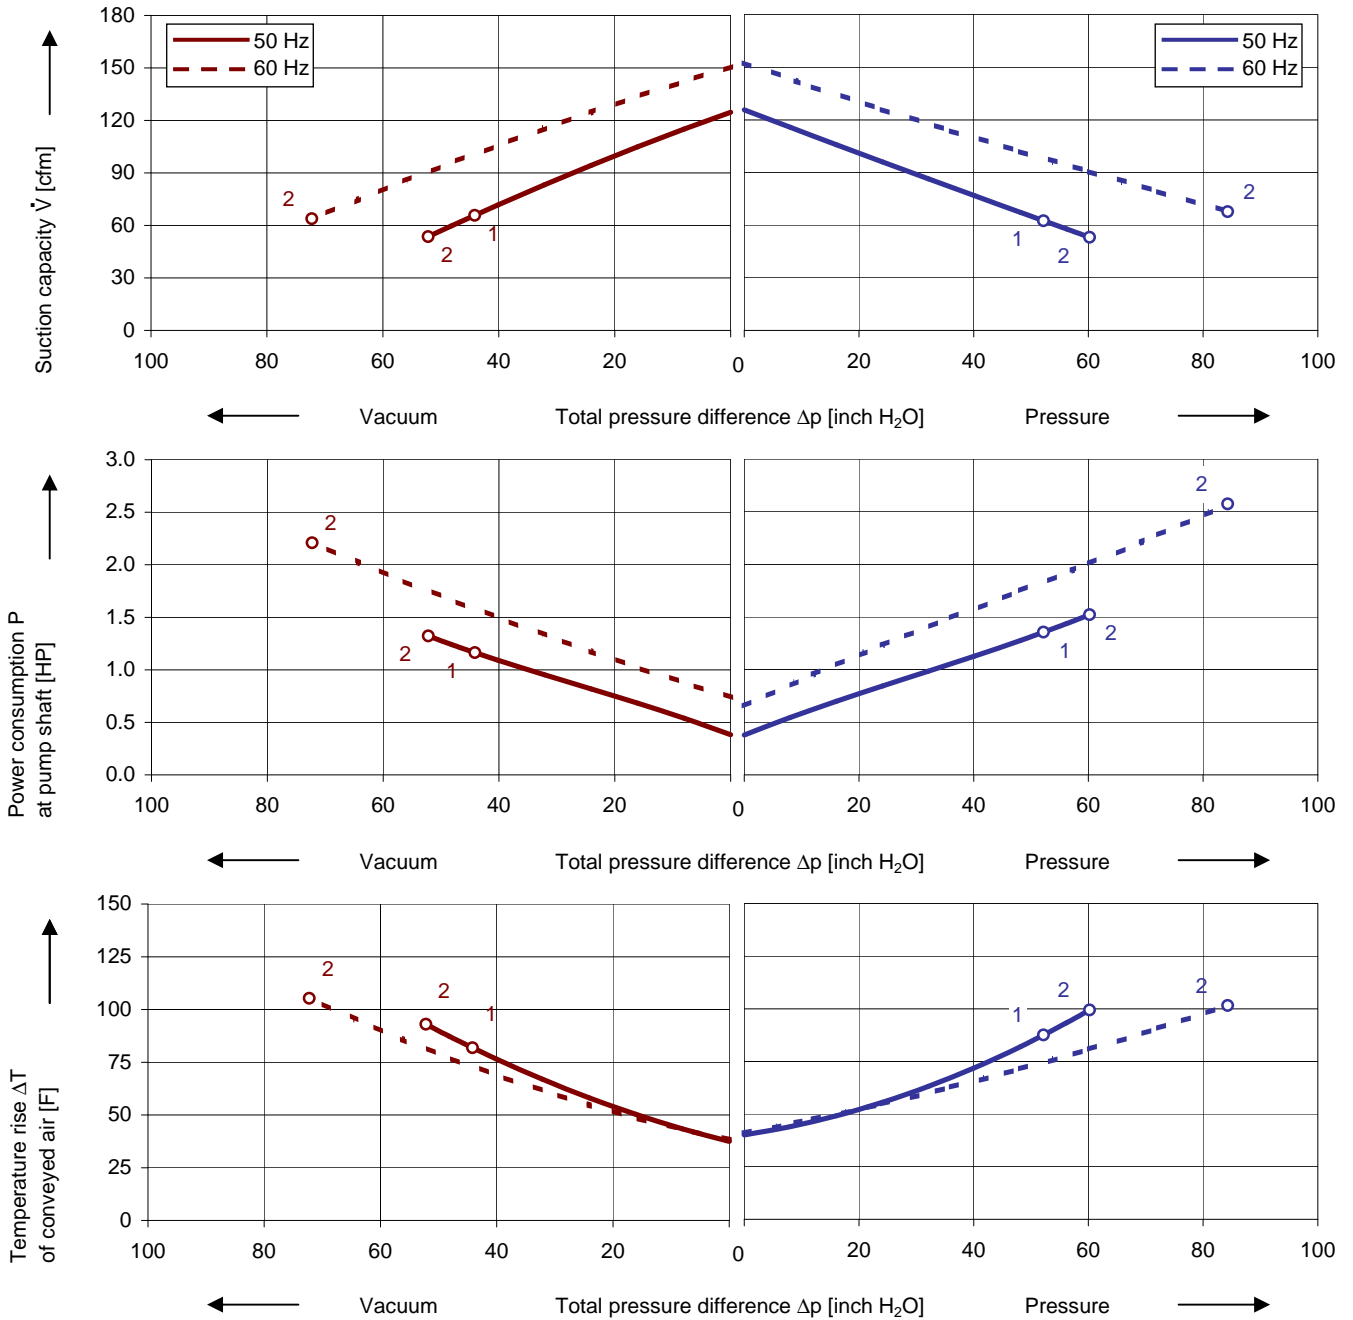 180
150
120
90
60
30
0
Suction capacity V̇ [cfm]
50 Hz
60 Hz
50 Hz
60 Hz
2
2
1
1
2
2
100 80 60 40 20 0 20 40 60 80 100
Vacuum Total pressure difference Δp [inch H₂O] Pressure
3.0
2.5
2.0
1.5
1.0
0.5
0.0
Power consumption P
at pump shaft [HP]
2
2
1
1
2
2
100 80 60 40 20 0 20 40 60 80 100
Vacuum Total pressure difference Δp [inch H₂O] Pressure
150
125
100
75
50
25
0
Temperature rise ΔT
of conveyed air [F]
2
2
1
1
2
2
100 80 60 40 20 0 20 40 60 80 100
Vacuum Total pressure difference Δp [inch H₂O] Pressure